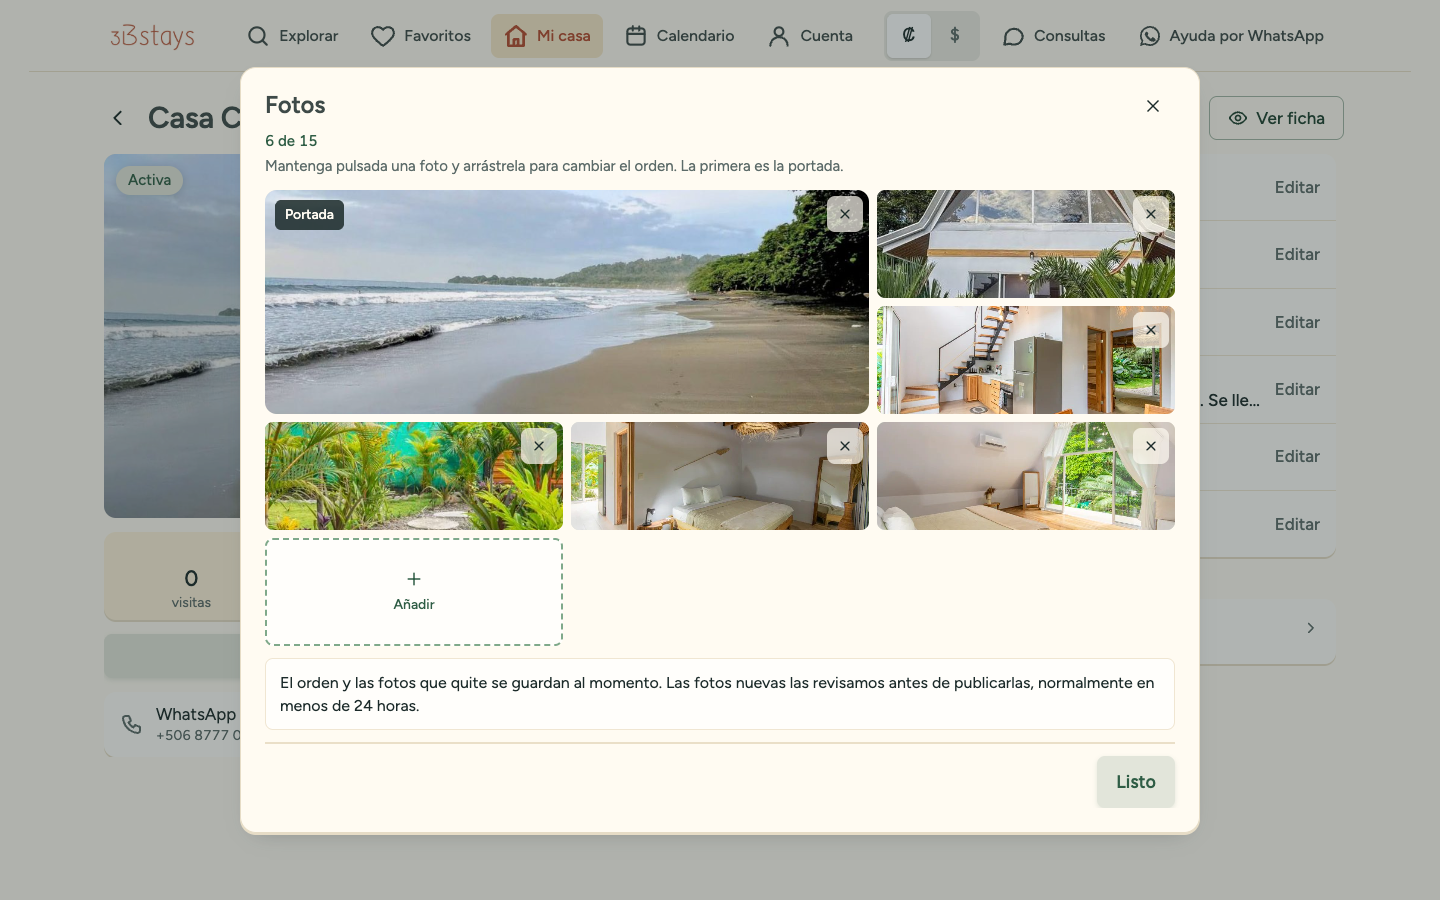 3Bstays
Explorar
Favoritos
Mi casa
Calendario
Cuenta
₡
$
Consultas
Ayuda por WhatsApp
Casa C
Ver ficha
Activa
Fotos
6 de 15
Mantenga pulsada una foto y arrástrela para cambiar el orden. La primera es la portada.
Portada
Editar
Editar
Editar
. Se lle...
Editar
Editar
Editar
0
visitas
Añadir
El orden y las fotos que quite se guardan al momento. Las fotos nuevas las revisamos antes de publicarlas, normalmente en
menos de 24 horas.
WhatsApp
+506 8777 0
Listo